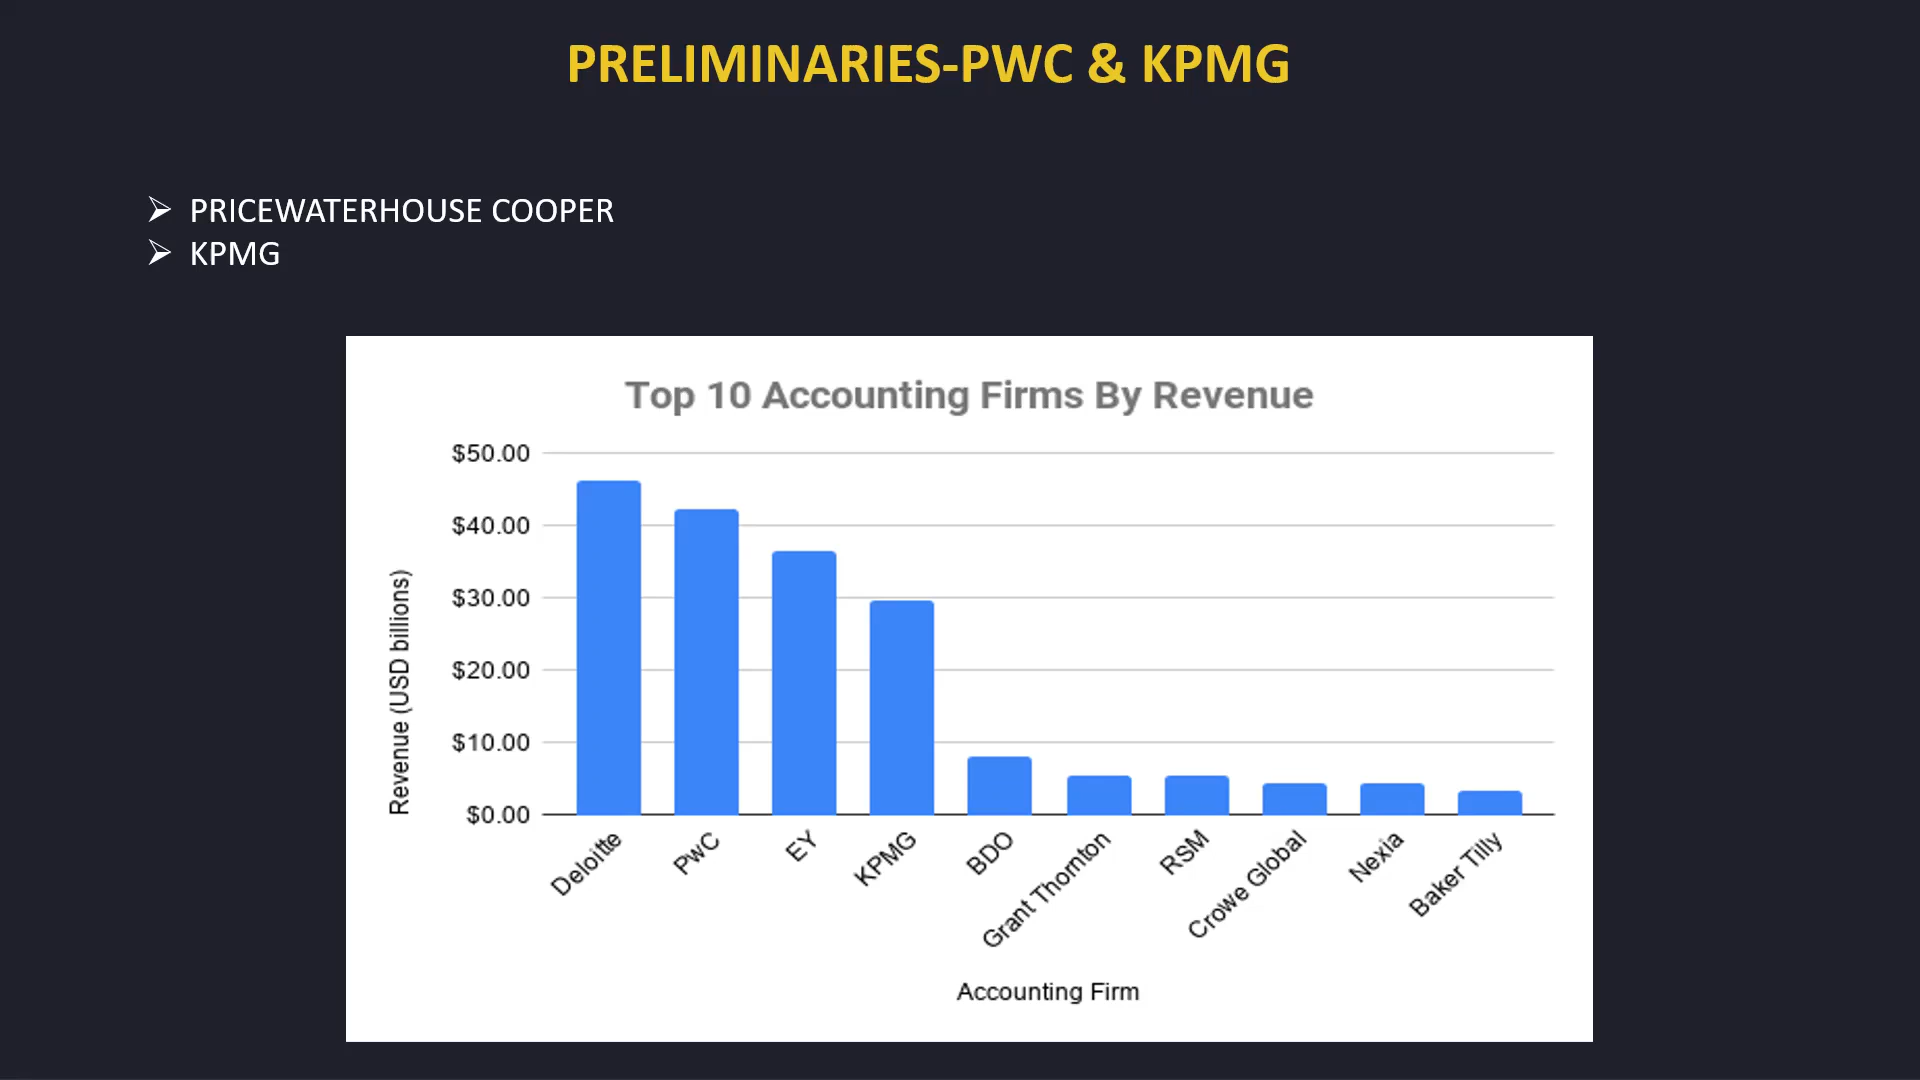 PRELIMINARIES-PWC & KPMG
➢ PRICEWATERHOUSE COOPER
➢ KPMG
Top 10 Accounting Firms By Revenue
$50.00
$40.00
$30.00
$20.00
$10.00
$0.00
Revenue (USD billions)
Deloitte
PwC
EY
KPMG
BDO
Grant Thornton
RSM
Crowe Global
Nexia
Baker Tilly
Accounting Firm